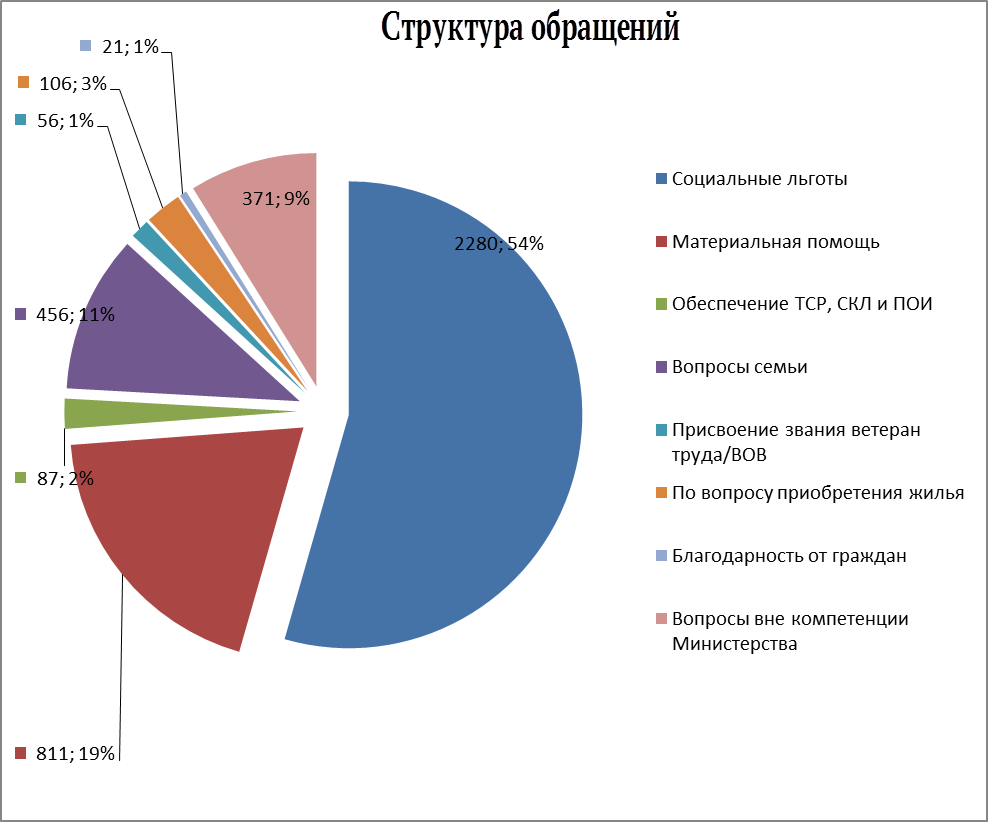 Структура обращений
21; 1%
106; 3%
56; 1%
371; 9%
2280; 54%
456; 11%
87; 2%
811; 19%
Социальные льготы
Материальная помощь
Обеспечение ТСР, СКЛ и ПОИ
Вопросы семьи
Присвоение звания ветеран
труда/ВОВ
По вопросу приобретения жилья
Благодарность от граждан
Вопросы вне компетенции
Министерства